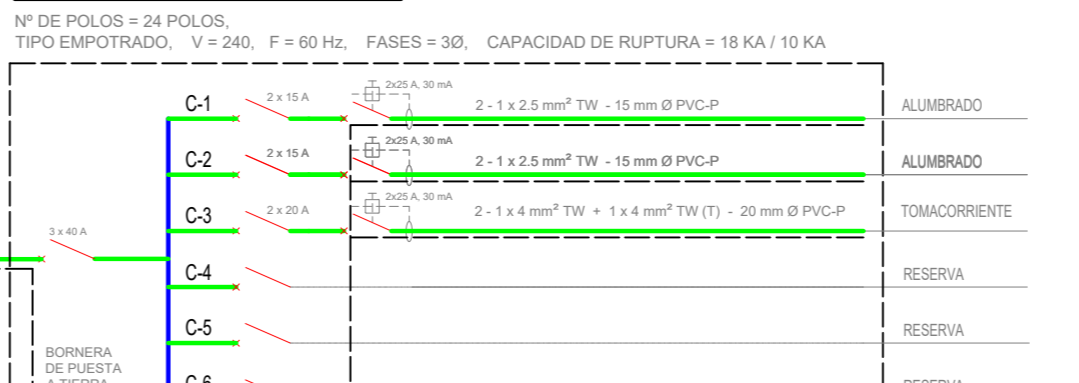 Nº DE POLOS = 24 POLOS,
TIPO EMPOTRADO, V = 240, F = 60 Hz, FASES = 3Ø, CAPACIDAD DE RUPTURA = 18 KA / 10 KA
C-1 2 x 15 A 2x25 A, 30 mA 2 - 1 x 2.5 mm² TW - 15 mm Ø PVC-P ALUMBRADO
C-2 2 x 15 A 2x25 A, 30 mA 2 - 1 x 2.5 mm² TW - 15 mm Ø PVC-P ALUMBRADO
C-3 2 x 20 A 2x25 A, 30 mA 2 - 1 x 4 mm² TW + 1 x 4 mm² TW (T) - 20 mm Ø PVC-P TOMACORRIENTE
3 x 40 A
C-4 RESERVA
C-5 RESERVA
BORNERA
DE PUESTA
A TIERRA
C-6 RESERVA